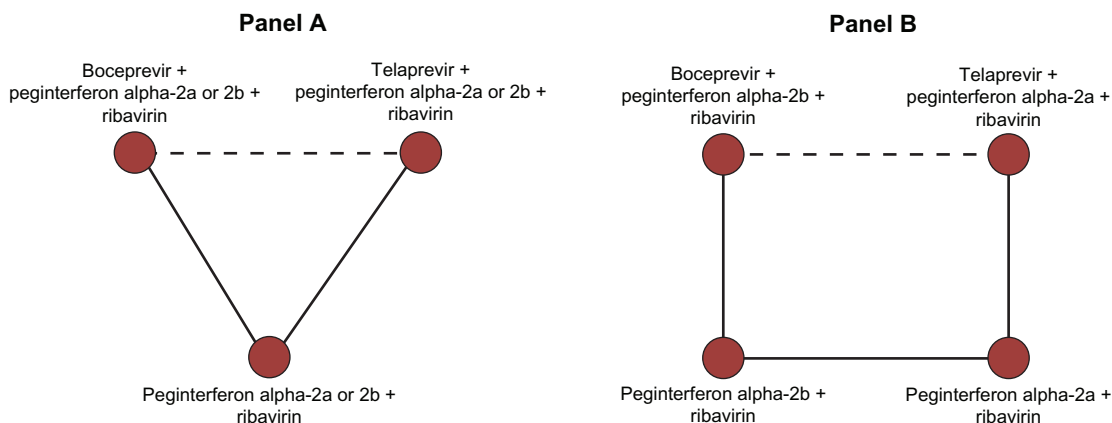 Panel A
Boceprevir +
peginterferon alpha-2a or 2b +
ribavirin
Telaprevir +
peginterferon alpha-2a or 2b +
ribavirin
Peginterferon alpha-2a or 2b +
ribavirin
Panel B
Boceprevir +
peginterferon alpha-2b +
ribavirin
Telaprevir +
peginterferon alpha-2a +
ribavirin
Peginterferon alpha-2b +
ribavirin
Peginterferon alpha-2a +
ribavirin